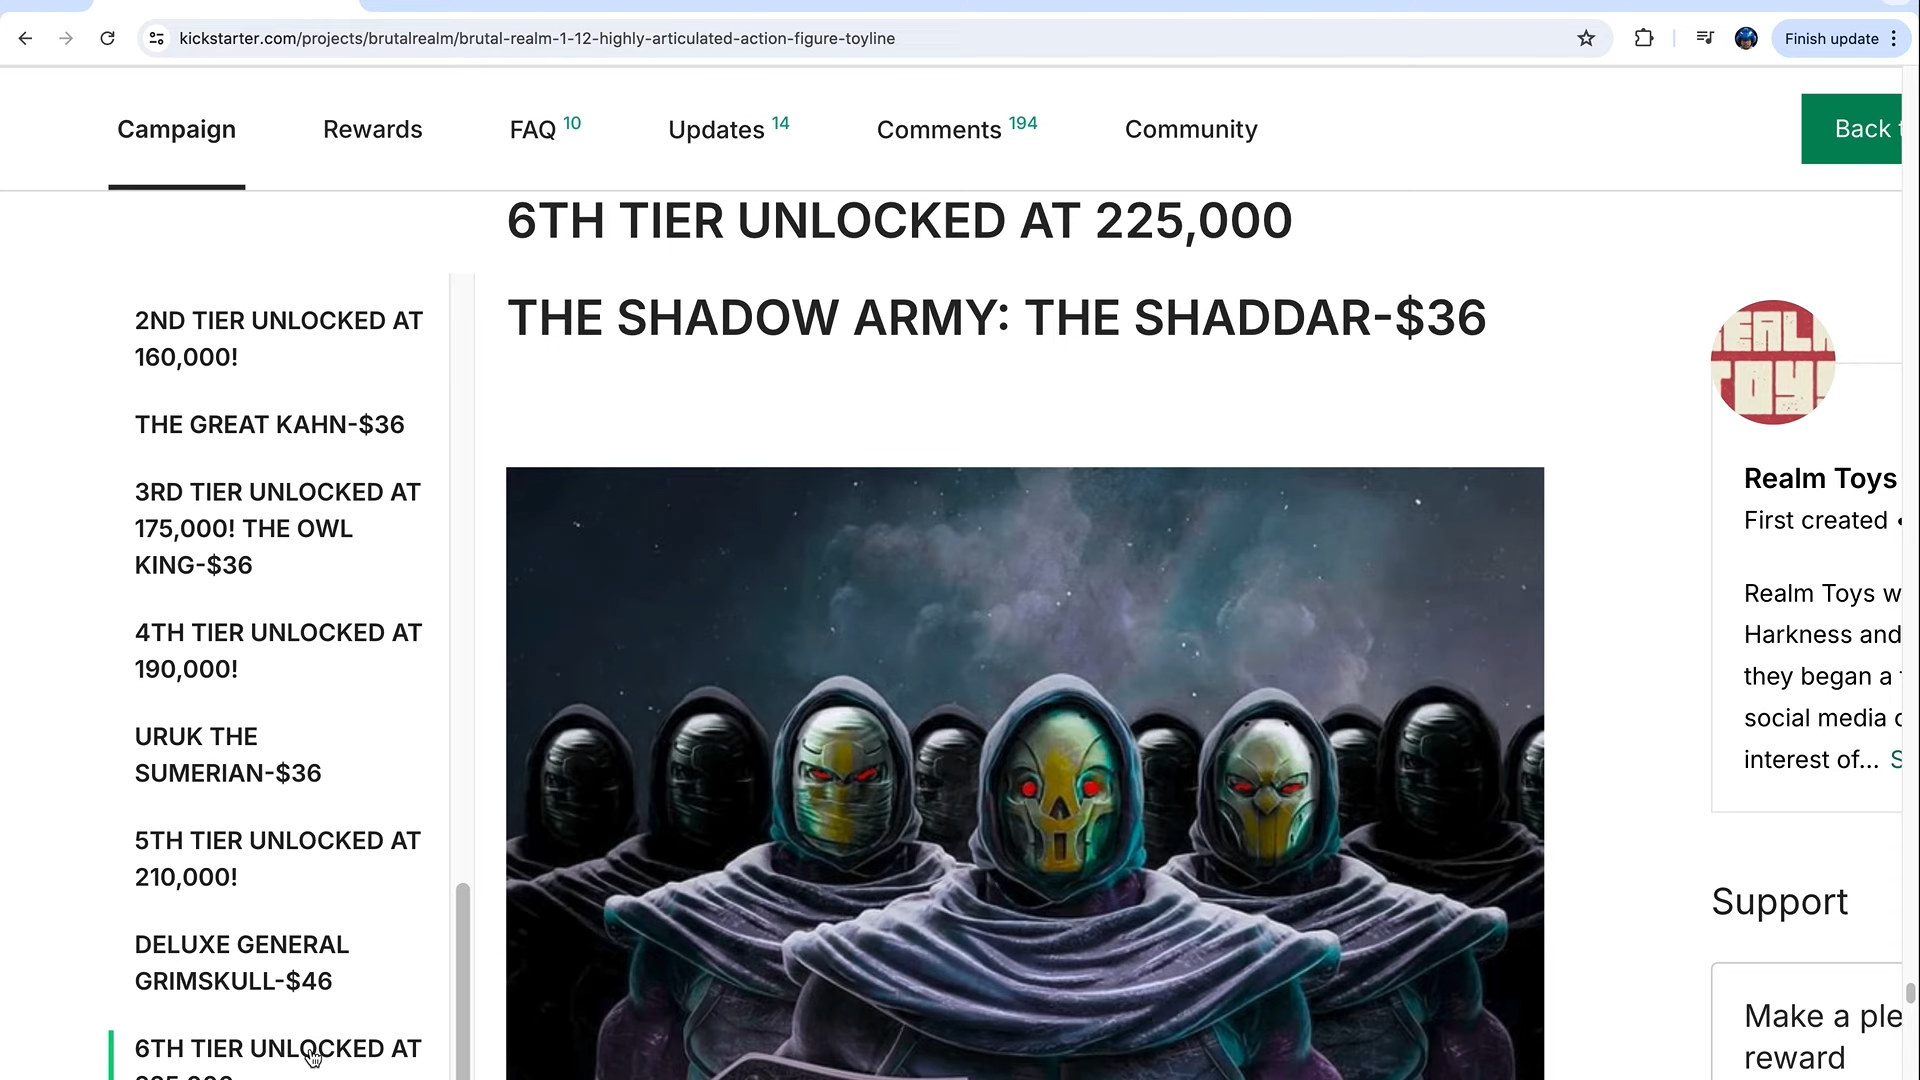 kickstarter.com/projects/brutalrealm/brutal-realm-1-12-highly-articulated-action-figure-toyline
Finish update
Campaign
Rewards
FAQ 10
Updates 14
Comments 194
Community
Back
6TH TIER UNLOCKED AT 225,000
THE SHADOW ARMY: THE SHADDAR-$36
2ND TIER UNLOCKED AT
160,000!
THE GREAT KAHN-$36
3RD TIER UNLOCKED AT
175,000! THE OWL
KING-$36
4TH TIER UNLOCKED AT
190,000!
URUK THE
SUMERIAN-$36
5TH TIER UNLOCKED AT
210,000!
DELUXE GENERAL
GRIMSKULL-$46
6TH TIER UNLOCKED AT
REALM
TOYS
Realm Toys
First created
Realm Toys w
Harkness and
they began a
social media
interest of... S
Support
Make a ple
reward